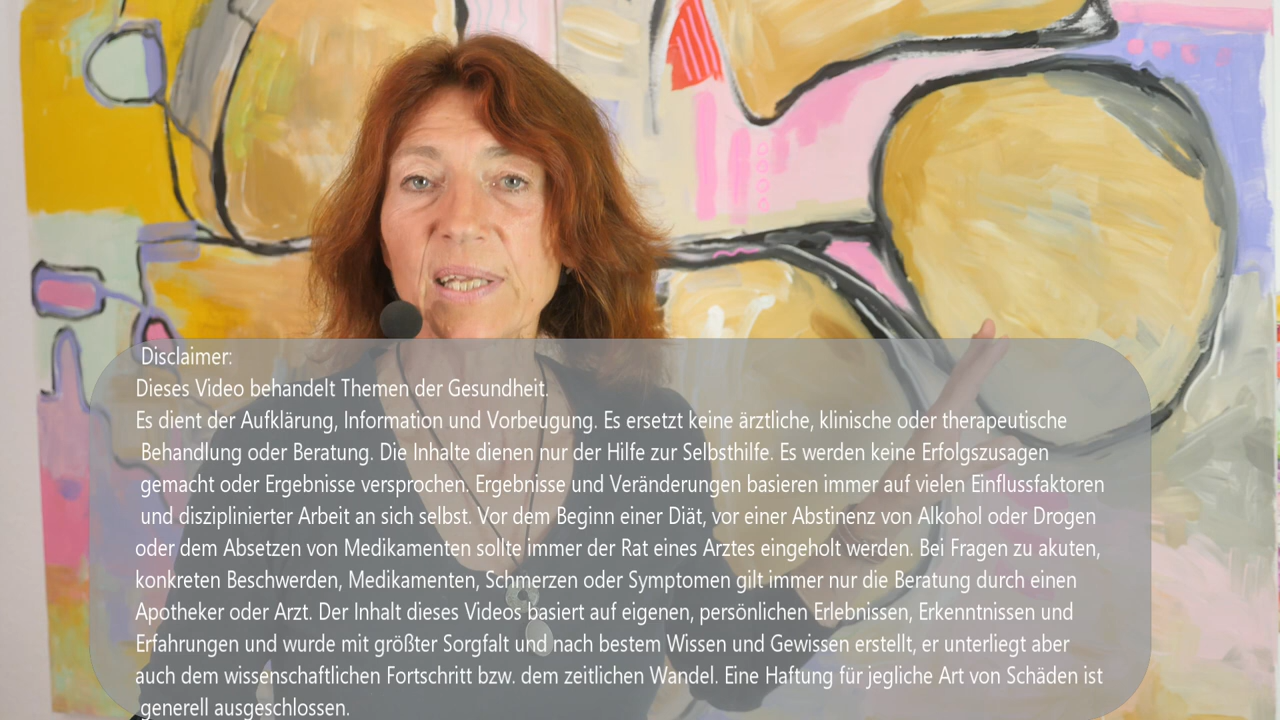 Disclaimer:
Dieses Video behandelt Themen der Gesundheit.
Es dient der Aufklärung, Information und Vorbeugung. Es ersetzt keine ärztliche, klinische oder therapeutische
Behandlung oder Beratung. Die Inhalte dienen nur der Hilfe zur Selbsthilfe. Es werden keine Erfolgszusagen
gemacht oder Ergebnisse versprochen. Ergebnisse und Veränderungen basieren immer auf vielen Einflussfaktoren
und disziplinierter Arbeit an sich selbst. Vor dem Beginn einer Diät, vor einer Abstinenz von Alkohol oder Drogen
oder dem Absetzen von Medikamenten sollte immer der Rat eines Arztes eingeholt werden. Bei Fragen zu akuten,
konkreten Beschwerden, Medikamenten, Schmerzen oder Symptomen gilt immer nur die Beratung durch einen
Apotheker oder Arzt. Der Inhalt dieses Videos basiert auf eigenen, persönlichen Erlebnissen, Erkenntnissen und
Erfahrungen und wurde mit größter Sorgfalt und nach bestem Wissen und Gewissen erstellt, er unterliegt aber
auch dem wissenschaftlichen Fortschritt bzw. dem zeitlichen Wandel. Eine Haftung für jegliche Art von Schäden ist
generell ausgeschlossen.